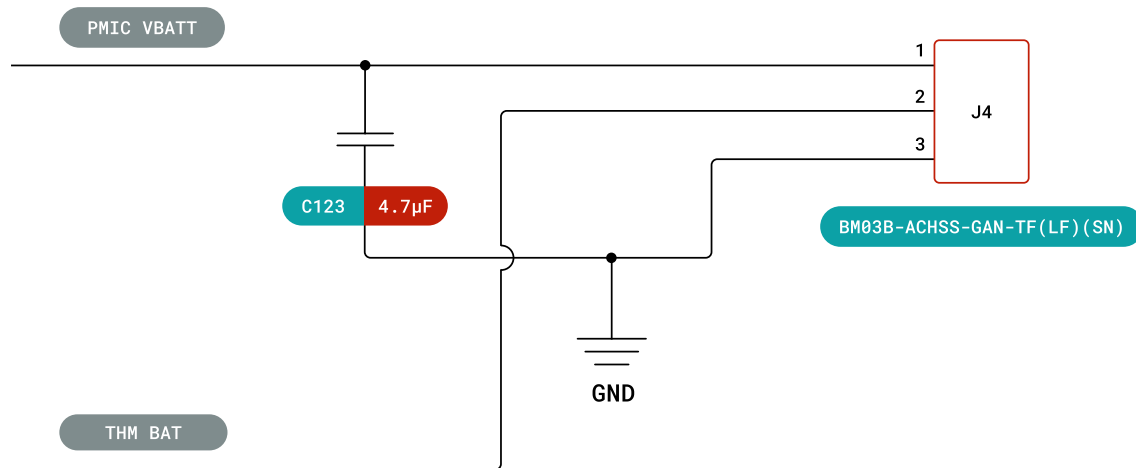 PMIC VBATT
1
2
3
J4
C123 4.7µF
BM03B-ACHSS-GAN-TF(LF)(SN)
GND
THM BAT